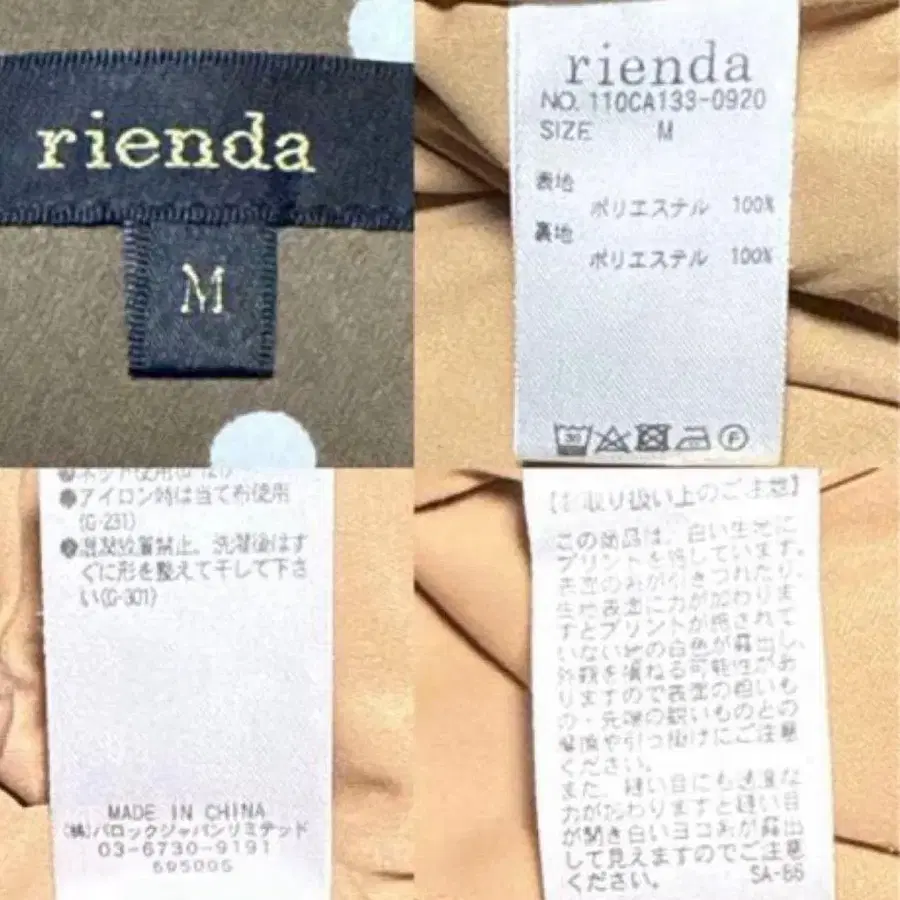 rienda
M
rienda
NO. 110CA133-0920
SIZE M
表地
ポリエステル 100%
裏地
ポリエステル 100%
30
F
ネット使用
アイロン時は当て布使用
(G-231)
湿潤放置禁止、洗濯後はす
ぐに形を整えて干して下さ
い(G-301)
MADE IN CHINA
(株)バロックジャパンリミテッド
03-6730-9191
595005
【お取り扱い上のご注意】
この商品は、白い生地に
プリントを施しています。
表面の糸が引きつれたり、
生地表面に力が加わりま
すとプリントが施されて
いない糸の白色が露出し、
外観を損ねる可能性があ
りますので表面の粗いも
の・先端の鋭いものとの
摩擦や引っ掛けにご注意
ください。
また、縫い目にも過度な
力が加わりますと縫い目
が開き白いヨコ糸が露出
して見えますのでご注意
ください。 SA-65